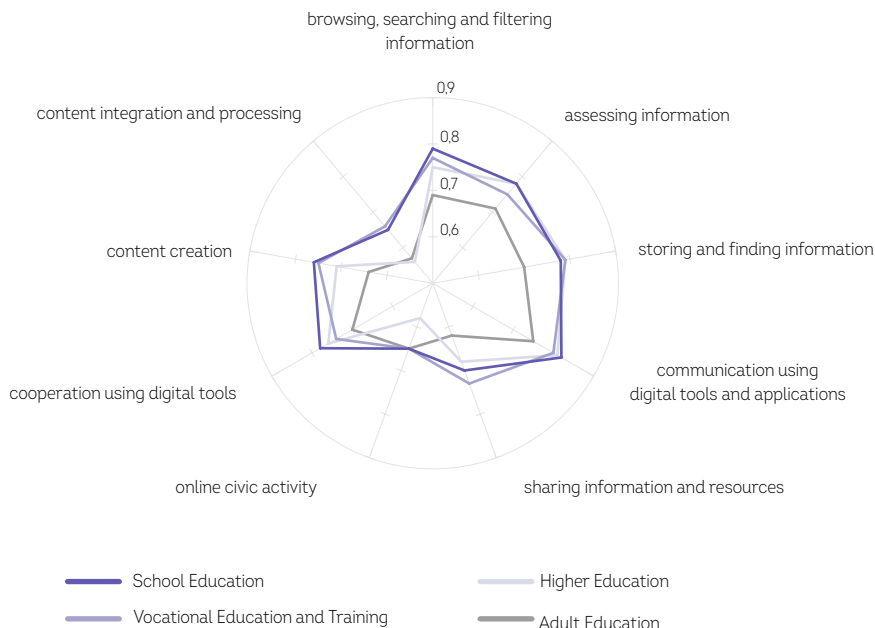 browsing, searching and filtering
information
0,9
content integration and processing
assessing information
0,8
0,7
0,6
content creation
storing and finding information
communication using
digital tools and applications
cooperation using digital tools
online civic activity
sharing information and resources
School Education
Higher Education
Vocational Education and Training
Adult Education